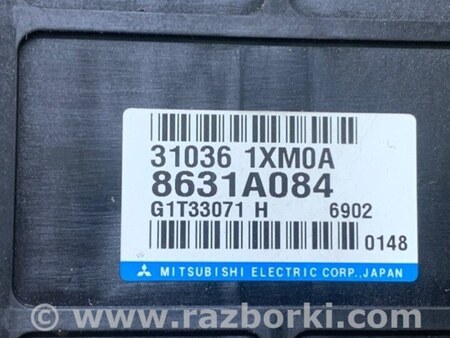 31036 1XM0A
8631A084
G1T33071 H 6902
0148
MITSUBISHI ELECTRIC CORP., JAPAN
© www.razborki.com